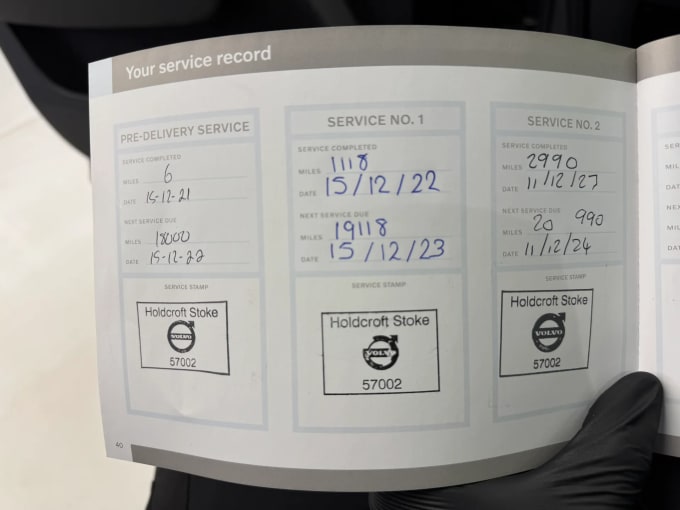 Your service record
PRE-DELIVERY SERVICE
SERVICE COMPLETED
MILES 6
DATE 15-12-21
NEXT SERVICE DUE
MILES 18000
DATE 15-12-22
SERVICE STAMP
Holdcroft Stoke
VOLVO
57002
SERVICE NO. 1
SERVICE COMPLETED
MILES 1118
DATE 15/12/22
NEXT SERVICE DUE
MILES 19118
DATE 15/12/23
SERVICE STAMP
Holdcroft Stoke
VOLVO
57002
SERVICE NO. 2
SERVICE COMPLETED
MILES 2990
DATE 11/12/23
NEXT SERVICE DUE
MILES 20 990
DATE 11/12/24
SERVICE STAMP
Holdcroft Stoke
VOLVO
57002
40